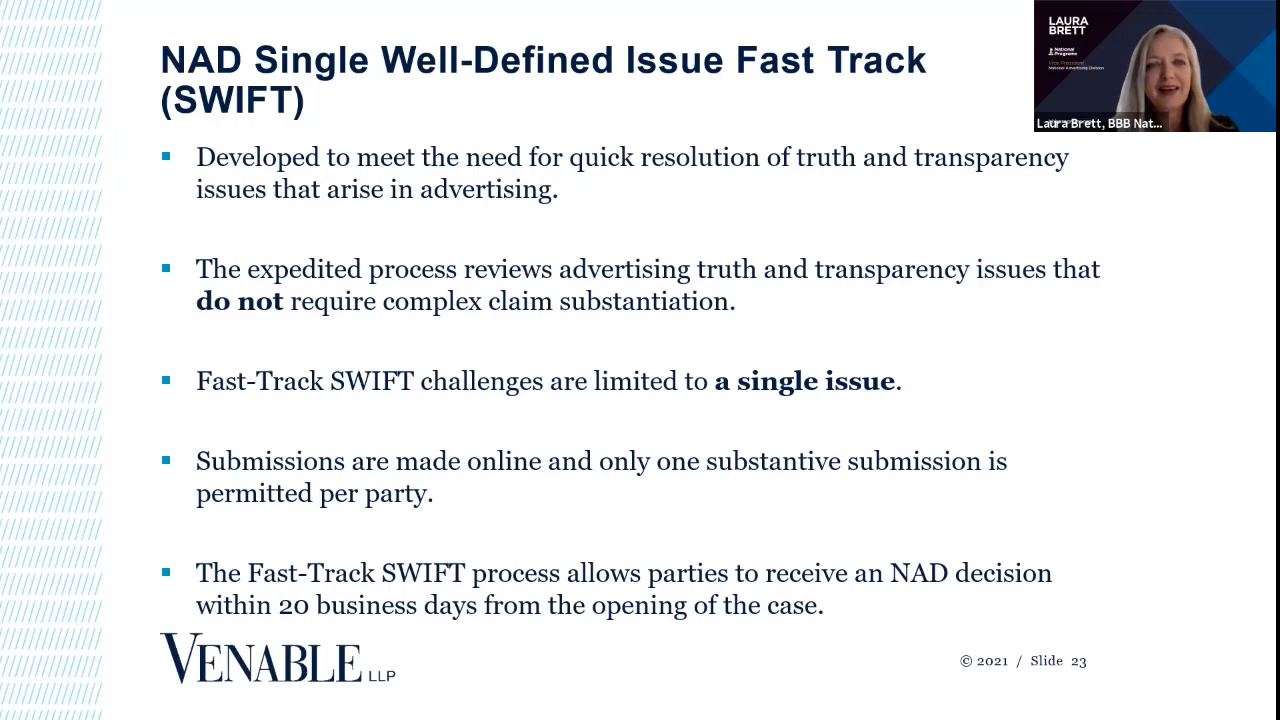 NAD Single Well-Defined Issue Fast Track
(SWIFT)
LAURA
BRETT
National
Programs
Vice President
National Advertising Division
Laura Brett, BBB Nat...
▪ Developed to meet the need for quick resolution of truth and transparency
issues that arise in advertising.
▪ The expedited process reviews advertising truth and transparency issues that
do not require complex claim substantiation.
▪ Fast-Track SWIFT challenges are limited to a single issue.
▪ Submissions are made online and only one substantive submission is
permitted per party.
▪ The Fast-Track SWIFT process allows parties to receive an NAD decision
within 20 business days from the opening of the case.
VENABLE LLP
© 2021 / Slide 23